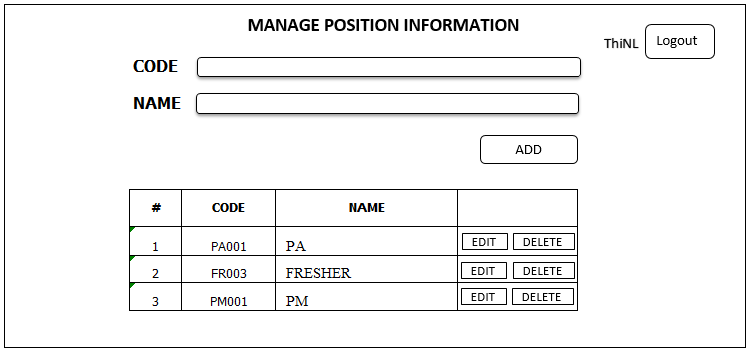 MANAGE POSITION INFORMATION
ThiNL Logout
CODE
NAME
ADD
# CODE NAME
1 PA001 PA EDIT DELETE
2 FR003 FRESHER EDIT DELETE
3 PM001 PM EDIT DELETE